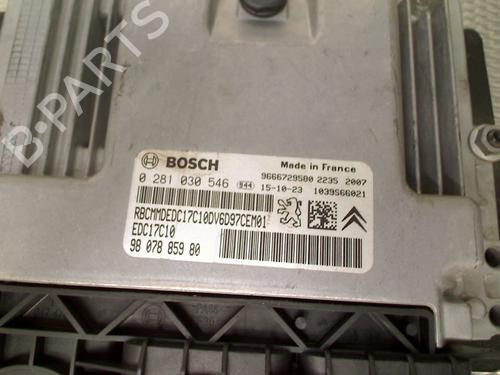 B-PARTS
BOSCH
Made in France
0 281 030 546 944 15-10-23
9666729580 2235 2007
1039S66021
RBCMMDEDC17C10DV6D97CEM01
EDC17C10
98 078 859 80